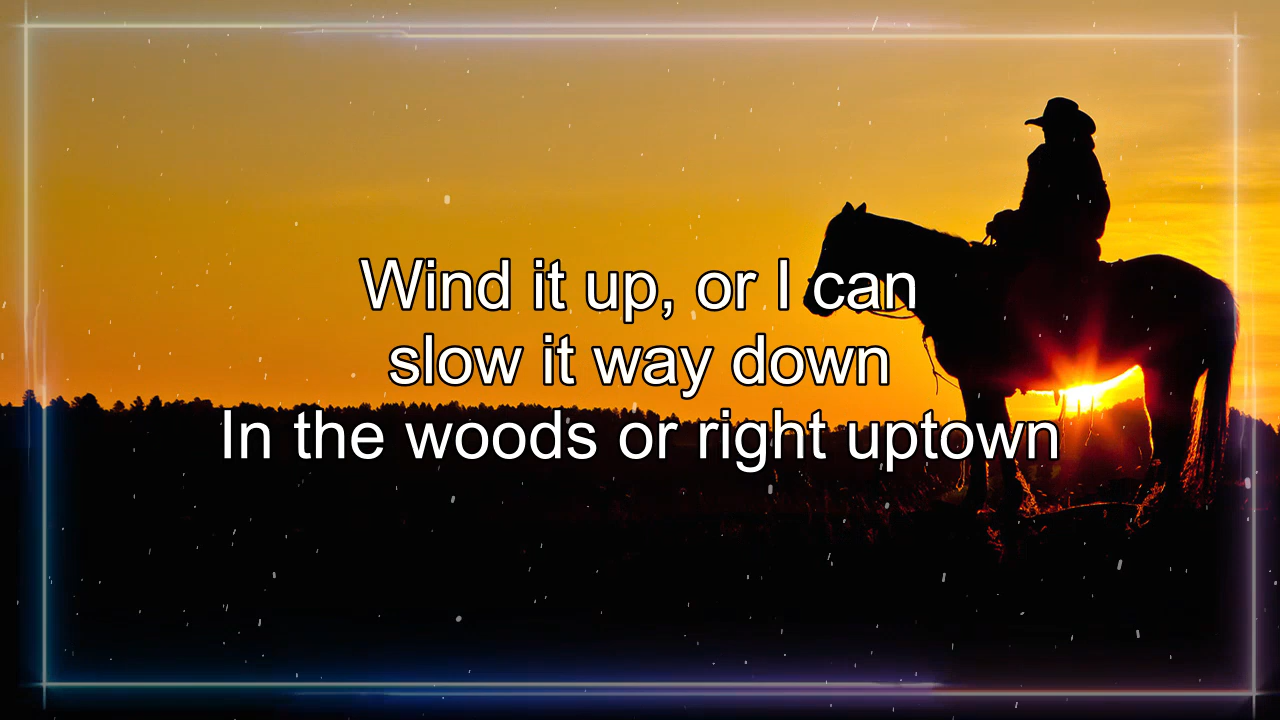 Wind it up, or I can
slow it way down
In the woods or right uptown